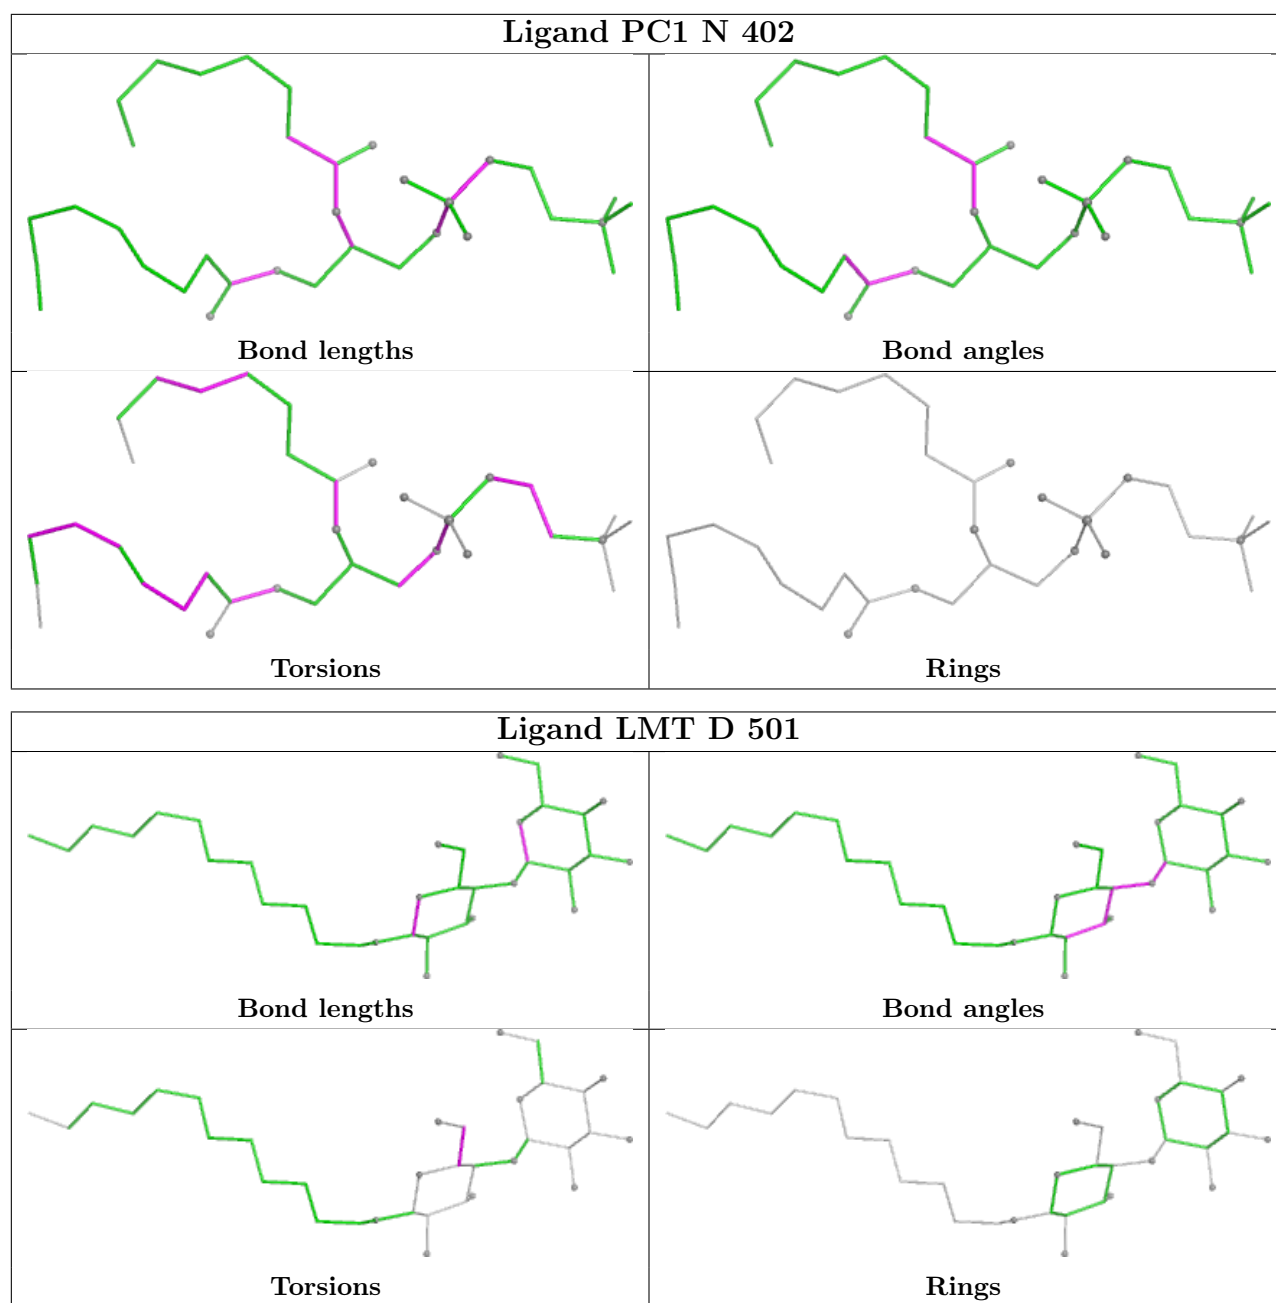 Ligand PC1 N 402
Bond lengths
Bond angles
Torsions
Rings
Ligand LMT D 501
Bond lengths
Bond angles
Torsions
Rings